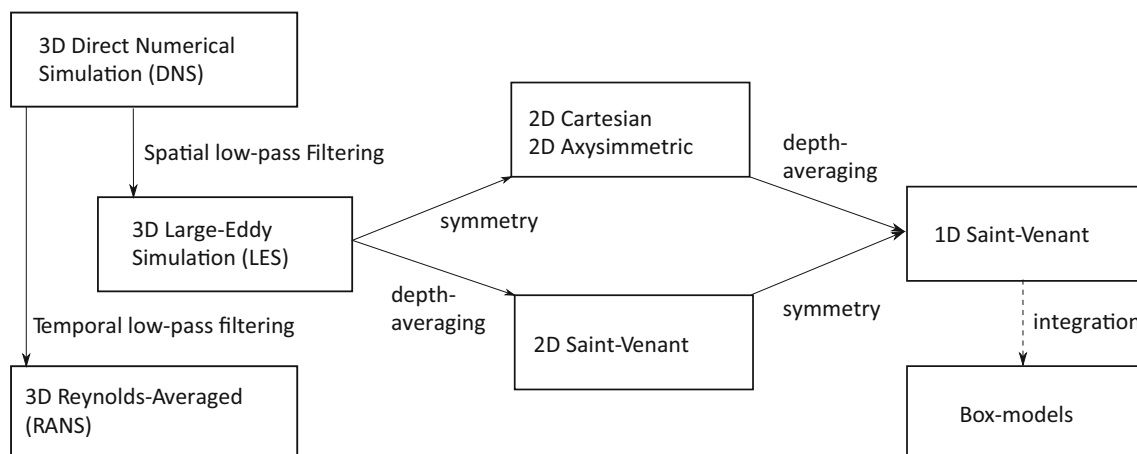 3D Direct Numerical
Simulation (DNS)
Spatial low-pass Filtering
3D Large-Eddy
Simulation (LES)
Temporal low-pass filtering
3D Reynolds-Averaged
(RANS)
symmetry
depth-
averaging
2D Cartesian
2D Axysimmetric
2D Saint-Venant
depth-
averaging
symmetry
1D Saint-Venant
integration
Box-models